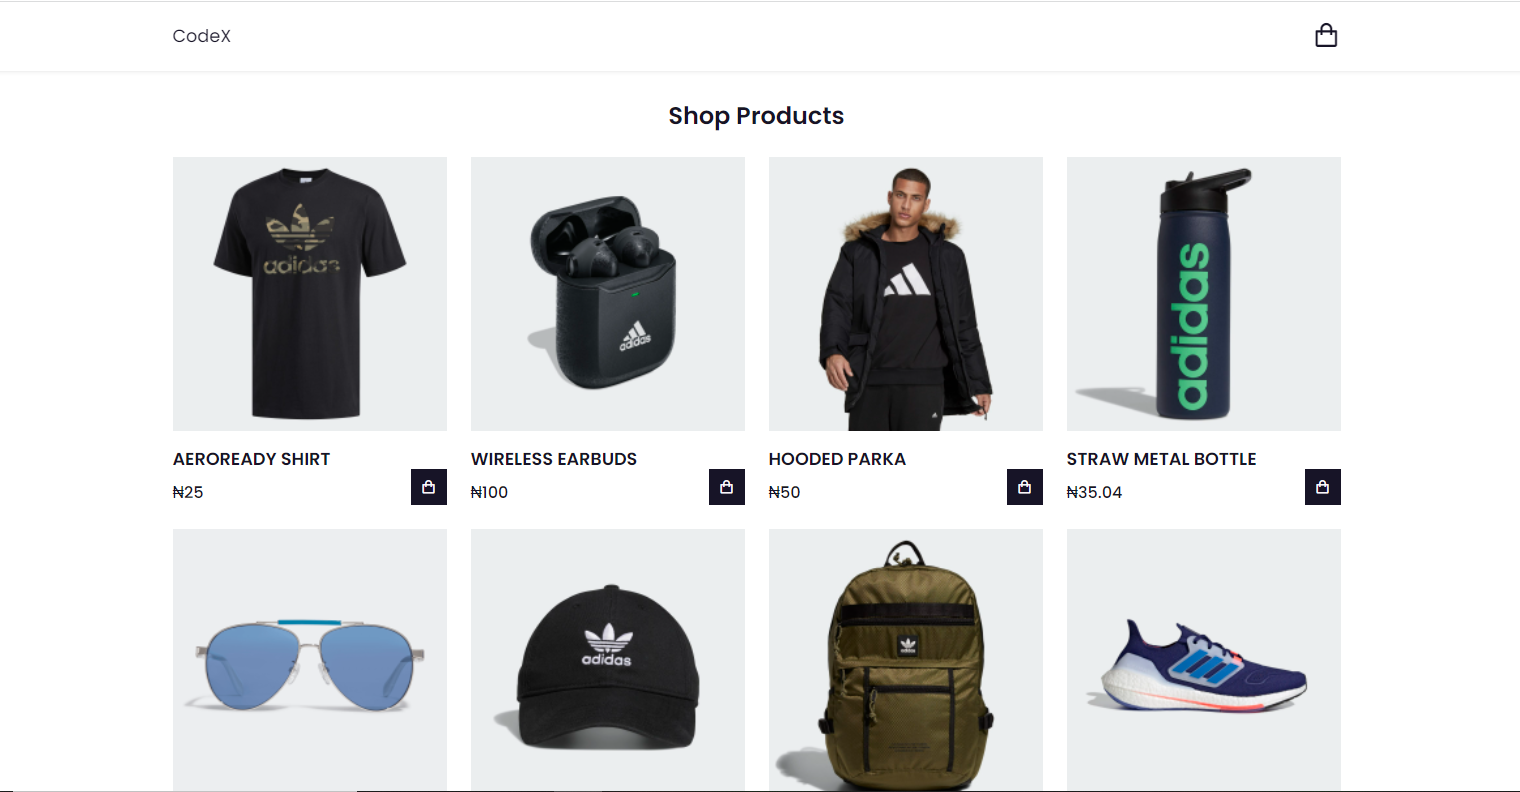 CodeX
Shop Products
adidas
adidas
adidas
AEROREADY SHIRT
WIRELESS EARBUDS
HOODED PARKA
STRAW METAL BOTTLE
₦25
₦100
₦50
₦35.04
adidas